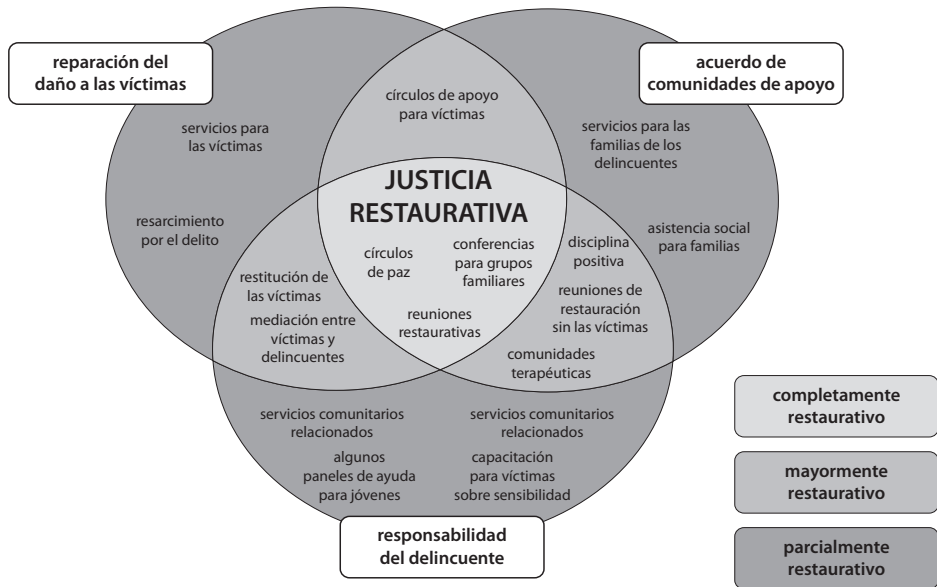 reparación del
daño a las víctimas
acuerdo de
comunidades de apoyo
círculos de apoyo
para víctimas
servicios para
las víctimas
servicios para las
familias de los
delincuentes
resarcimiento
por el delito
asistencia social
para familias
JUSTICIA
RESTAURATIVA
círculos
de paz
conferencias
para grupos
familiares
reuniones
restaurativas
disciplina
positiva
restitución de
las víctimas
mediación entre
víctimas y
delincuentes
reuniones de
restauración
sin las víctimas
comunidades
terapéuticas
servicios comunitarios
relacionados
servicios comunitarios
relacionados
algunos
paneles de ayuda
para jóvenes
capacitación
para víctimas
sobre sensibilidad
responsabilidad
del delincuente
completamente
restaurativo
mayormente
restaurativo
parcialmente
restaurativo